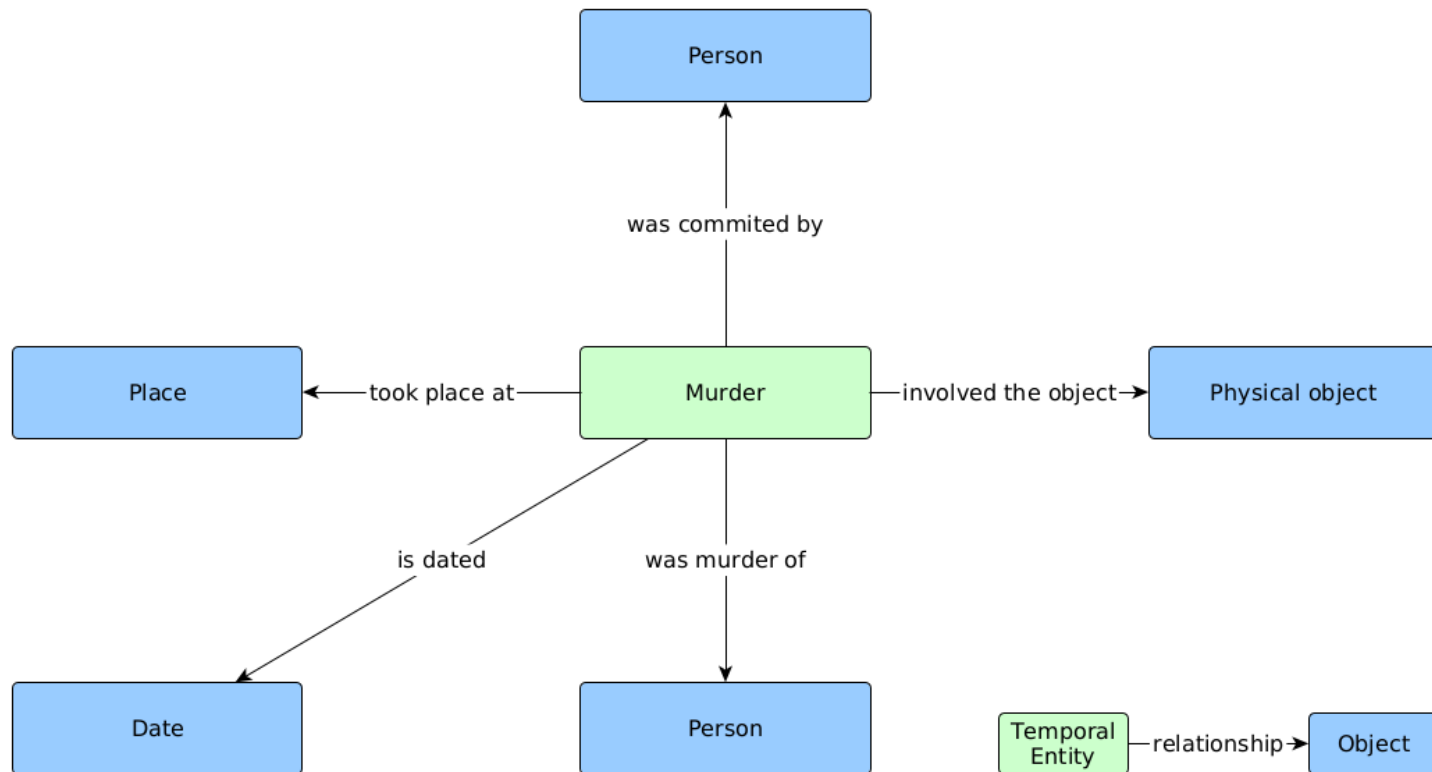 Person
was commited by
Place
took place at
Murder
involved the object
Physical object
is dated
was murder of
Date
Person
Temporal
Entity
relationship
Object